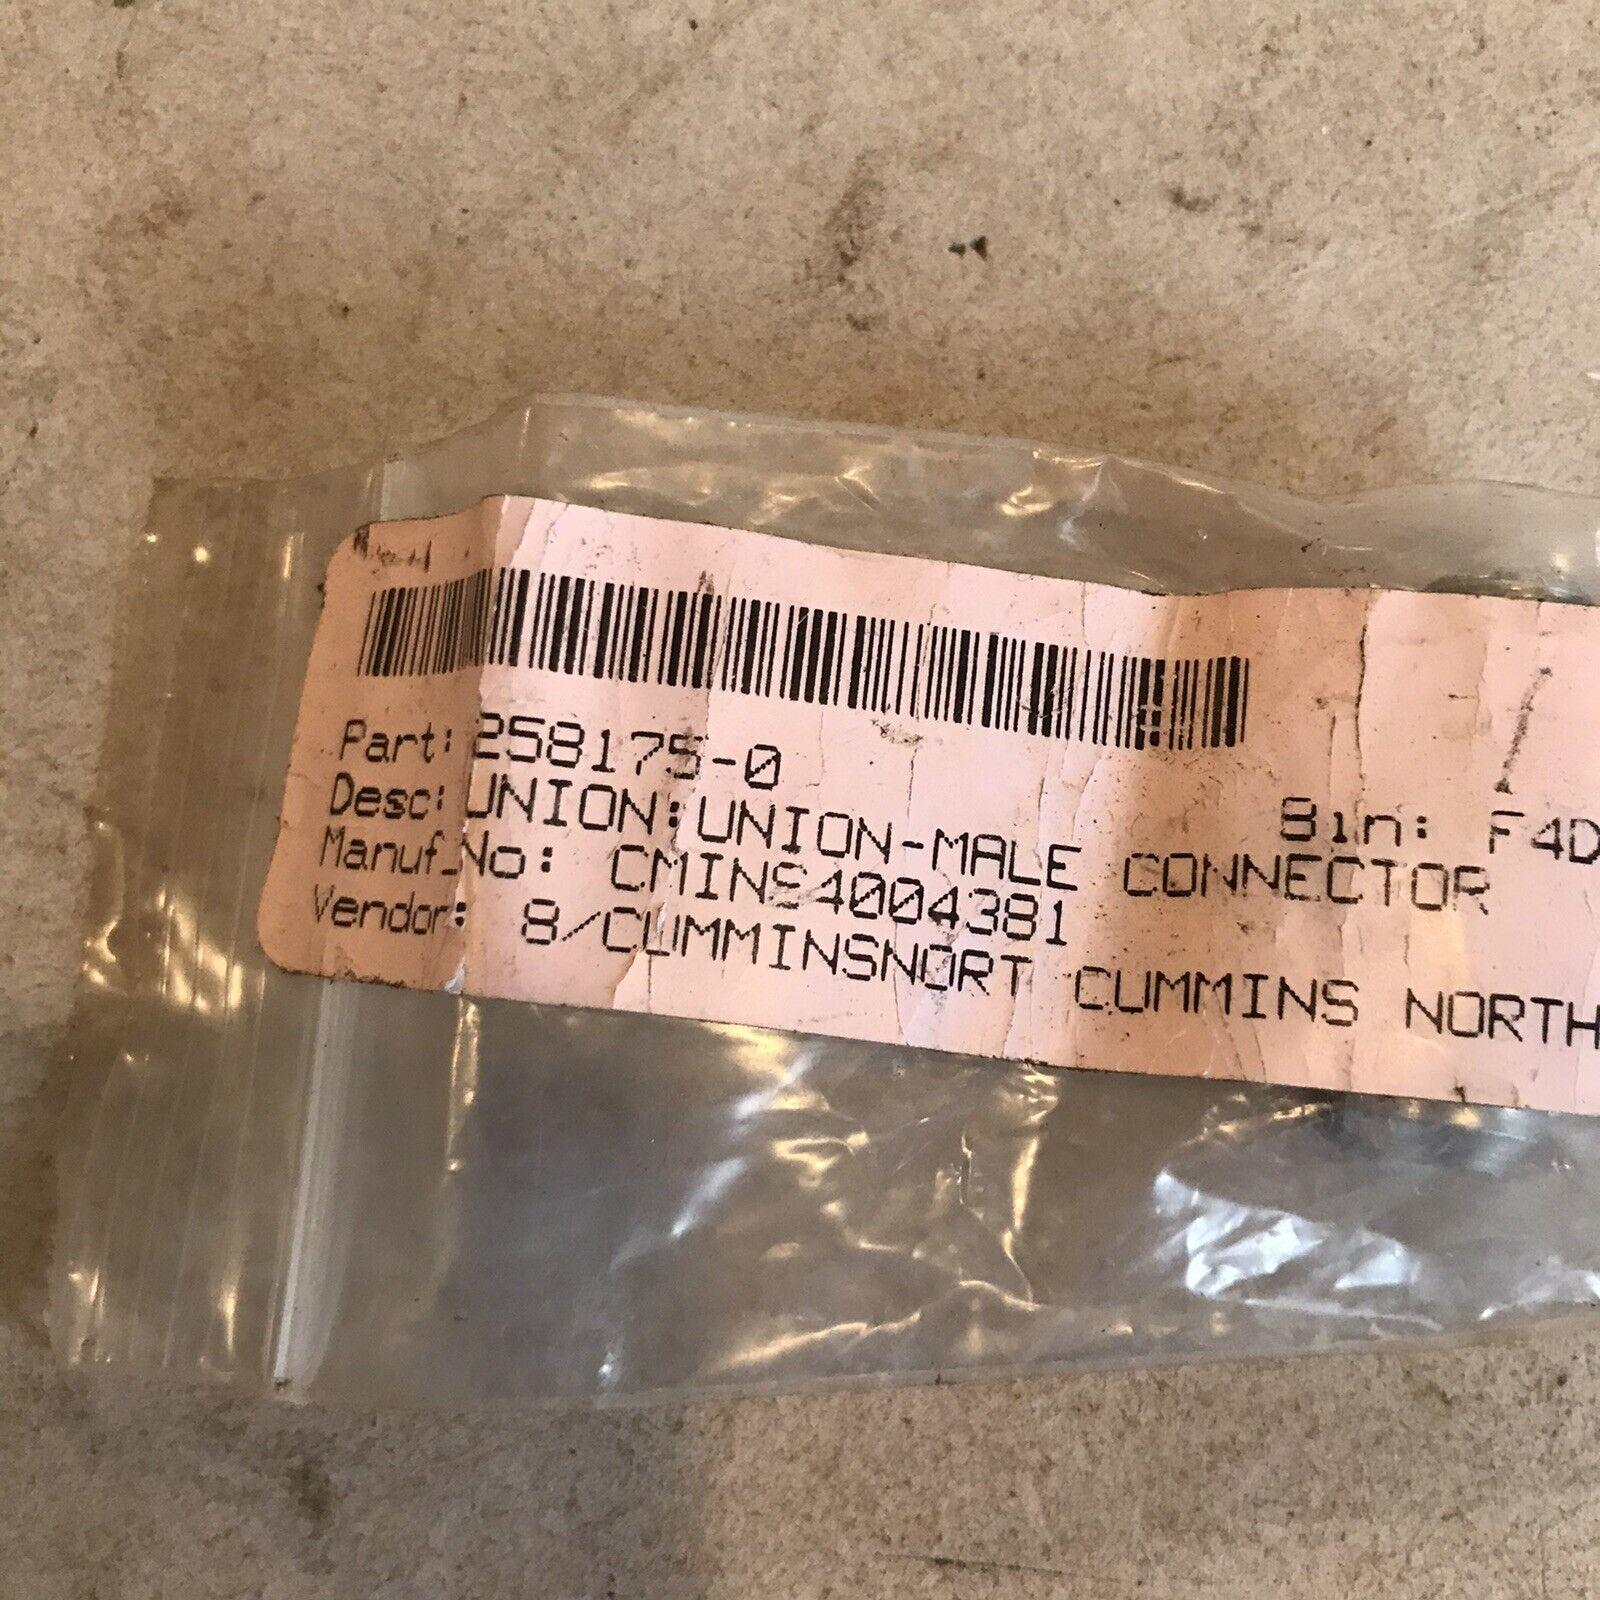 Part: 258175-0
Bin: F4D
Desc: UNION: UNION-MALE CONNECTOR
Manuf_No: CMINS4004381
Vendor: 8/CUMMINSNORT CUMMINS NORTH